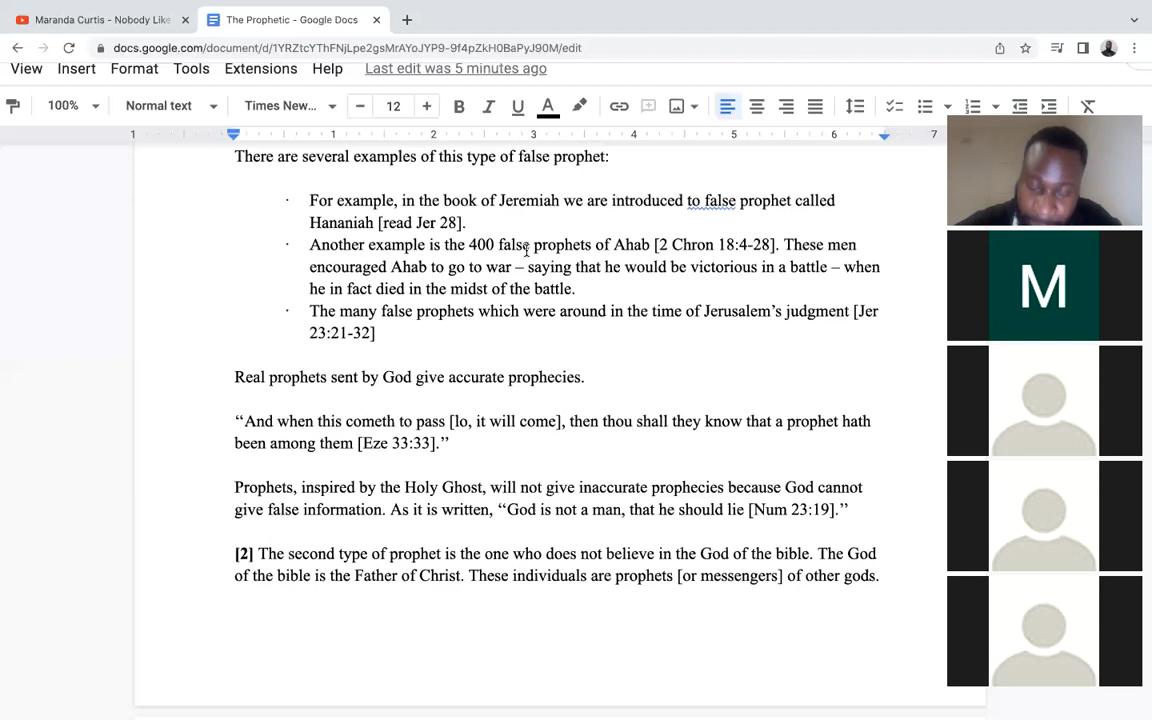 Maranda Curtis - Nobody Like
The Prophetic - Google Docs
docs.google.com/document/d/1YRZtcYThFNjLpe2gsMrAYoJYP9-9f4pZkH0BaPyJ90M/edit
View Insert Format Tools Extensions Help Last edit was 5 minutes ago
100% Normal text Times New... 12 B I U A
1 1 2 3 4 5 6 7
There are several examples of this type of false prophet:
· For example, in the book of Jeremiah we are introduced to false prophet called
Hananiah [read Jer 28].
· Another example is the 400 false prophets of Ahab [2 Chron 18:4-28]. These men
encouraged Ahab to go to war – saying that he would be victorious in a battle – when
he in fact died in the midst of the battle.
· The many false prophets which were around in the time of Jerusalem’s judgment [Jer
23:21-32]
Real prophets sent by God give accurate prophecies.
‘‘And when this cometh to pass [lo, it will come], then thou shall they know that a prophet hath
been among them [Eze 33:33].’’
Prophets, inspired by the Holy Ghost, will not give inaccurate prophecies because God cannot
give false information. As it is written, ‘‘God is not a man, that he should lie [Num 23:19].’’
[2] The second type of prophet is the one who does not believe in the God of the bible. The God
of the bible is the Father of Christ. These individuals are prophets [or messengers] of other gods.
M